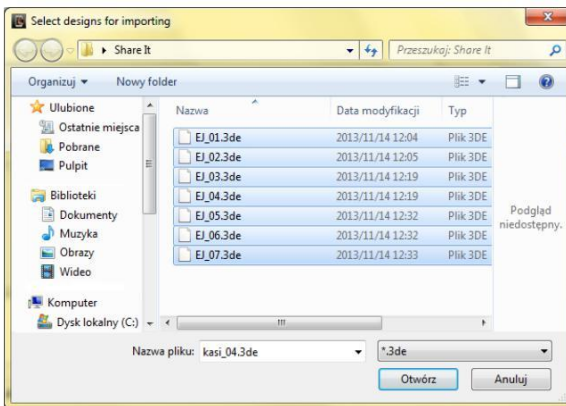 Select designs for importing
Share It
Przeszukaj: Share It
Organizuj
Nowy folder
Ulubione
Ostatnie miejsca
Pobrane
Pulpit
Biblioteki
Dokumenty
Muzyka
Obrazy
Wideo
Komputer
Dysk lokalny (C:)
Nazwa Data modyfikacji Typ
EJ_01.3de 2013/11/14 12:04 Plik 3DE
EJ_02.3de 2013/11/14 12:05 Plik 3DE
EJ_03.3de 2013/11/14 12:19 Plik 3DE
EJ_04.3de 2013/11/14 12:19 Plik 3DE
EJ_05.3de 2013/11/14 12:32 Plik 3DE
EJ_06.3de 2013/11/14 12:32 Plik 3DE
EJ_07.3de 2013/11/14 12:33 Plik 3DE
Podgląd
niedostępny.
Nazwa pliku: kasi_04.3de
*.3de
Otwórz
Anuluj